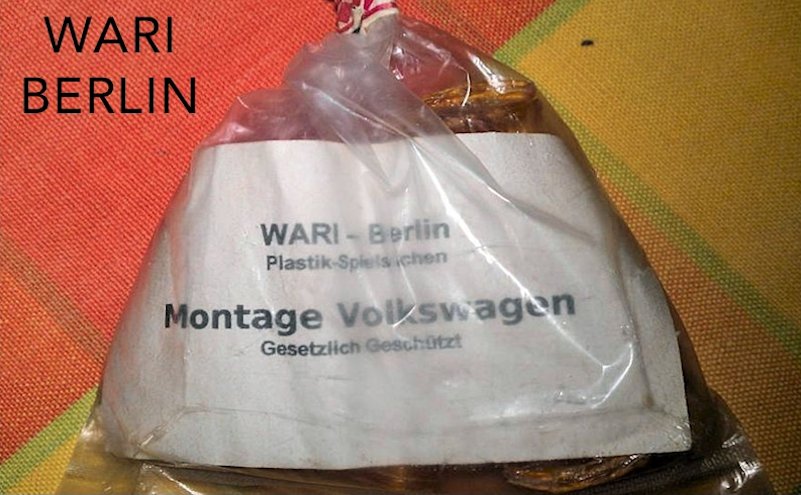 WARI
BERLIN
WARI - Berlin
Plastik-Spielsachen
Montage Volkswagen
Gesetzlich Geschützt